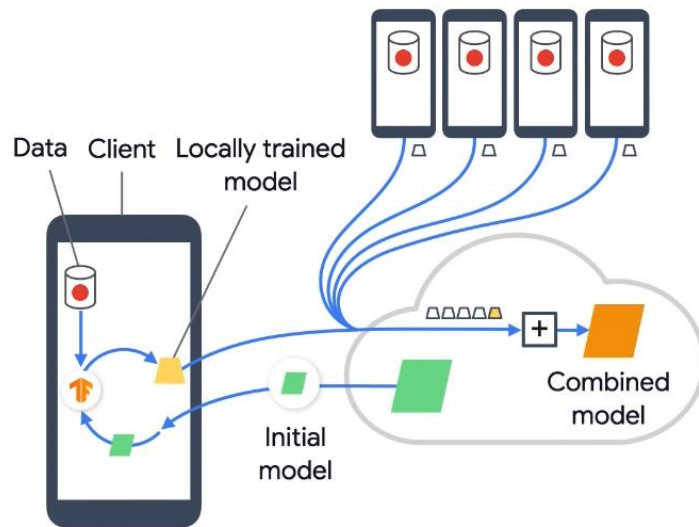 Data
Client
Locally trained
model
+
Initial
model
Combined
model